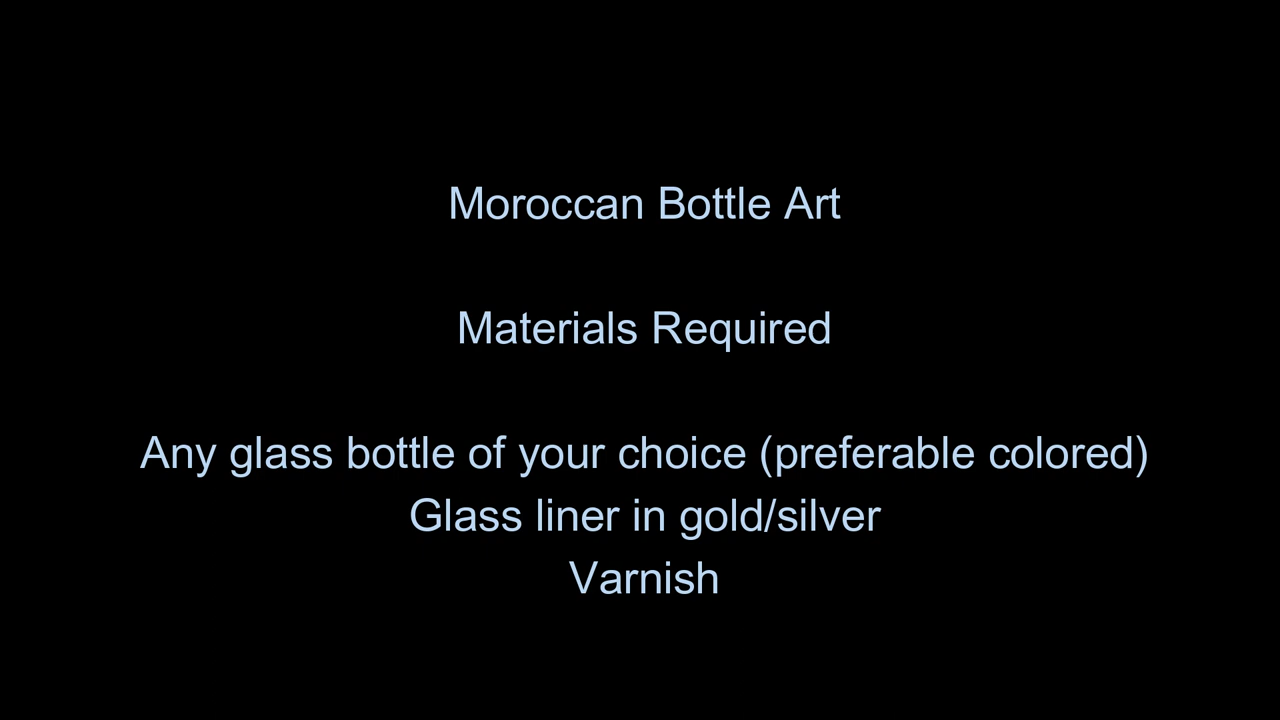 Moroccan Bottle Art
Materials Required
Any glass bottle of your choice (preferable colored)
Glass liner in gold/silver
Varnish